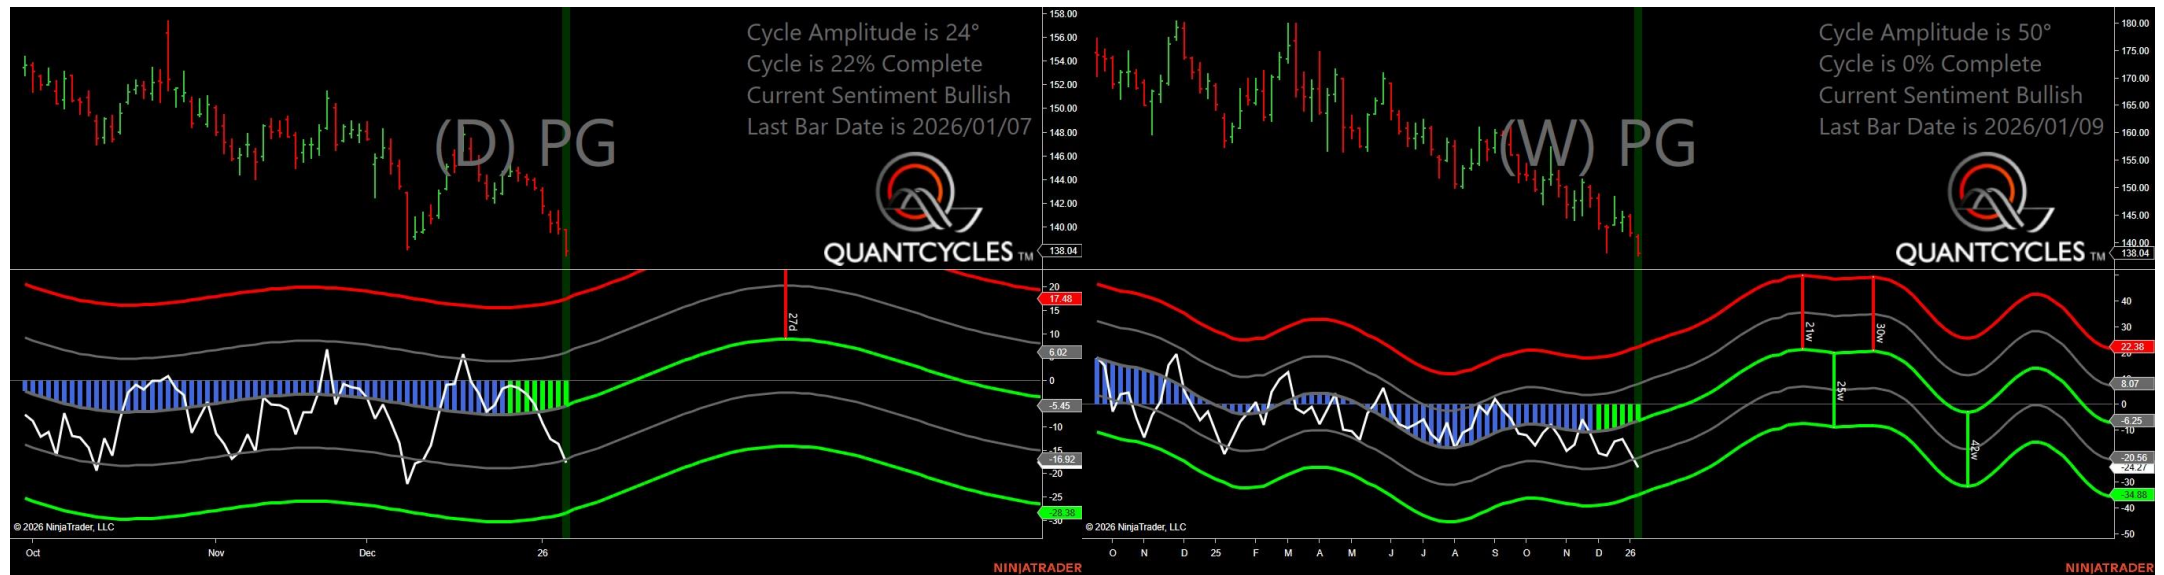 Cycle Amplitude is 24°
Cycle is 22% Complete
Current Sentiment Bullish
Last Bar Date is 2026/01/07
(D) PG
QUANTCYCLES TM
158.00
156.00
154.00
152.00
150.00
148.00
146.00
144.00
142.00
140.00
138.04
20
17.48
15
10
6.02
0
-5.45
-10
-15
-16.92
-20
-25
-28.38
-30
27d
© 2026 NinjaTrader, LLC
Oct Nov Dec 26
NINJATRADER
Cycle Amplitude is 50°
Cycle is 0% Complete
Current Sentiment Bullish
Last Bar Date is 2026/01/09
(W) PG
QUANTCYCLES TM
180.00
175.00
170.00
165.00
160.00
155.00
150.00
145.00
140.00
138.04
40
30
22.38
20
8.07
0
-6.25
-10
-20.56
-24.27
-30
-34.88
-40
-50
21w
30w
25w
42w
© 2026 NinjaTrader, LLC
O N D 25 F M A M J J A S O N D 26
NINJATRADER